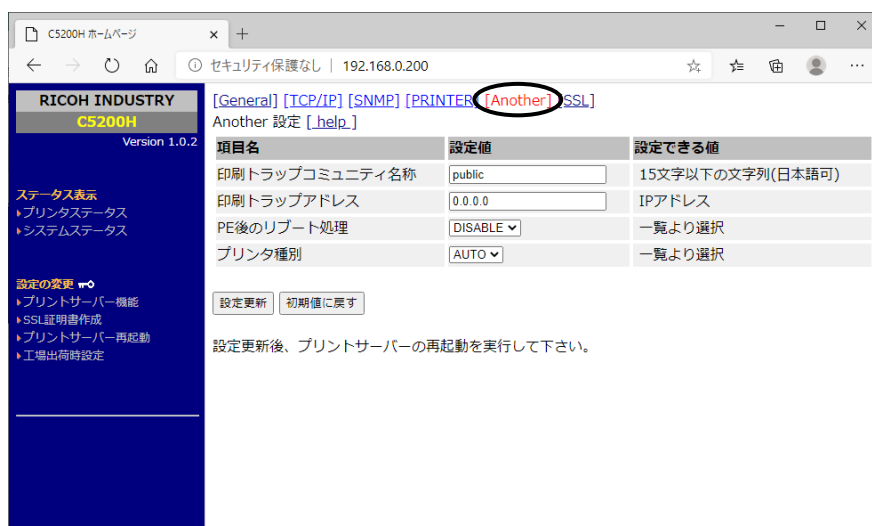 C5200H ホームページ
セキュリティ保護なし | 192.168.0.200
RICOH INDUSTRY
C5200H
Version 1.0.2
ステータス表示
プリンタステータス
システムステータス
設定の変更
プリントサーバー機能
SSL証明書作成
プリントサーバー再起動
工場出荷時設定
[General] [TCP/IP] [SNMP] [PRINTER] [Another] [SSL]
Another 設定 [ help ]
項目名 設定値 設定できる値
印刷トラップコミュニティ名称 public 15文字以下の文字列(日本語可)
印刷トラップアドレス 0.0.0.0 IPアドレス
PE後のリブート処理 DISABLE 一覧より選択
プリンタ種別 AUTO 一覧より選択
設定更新 初期値に戻す
設定更新後、プリントサーバーの再起動を実行して下さい。